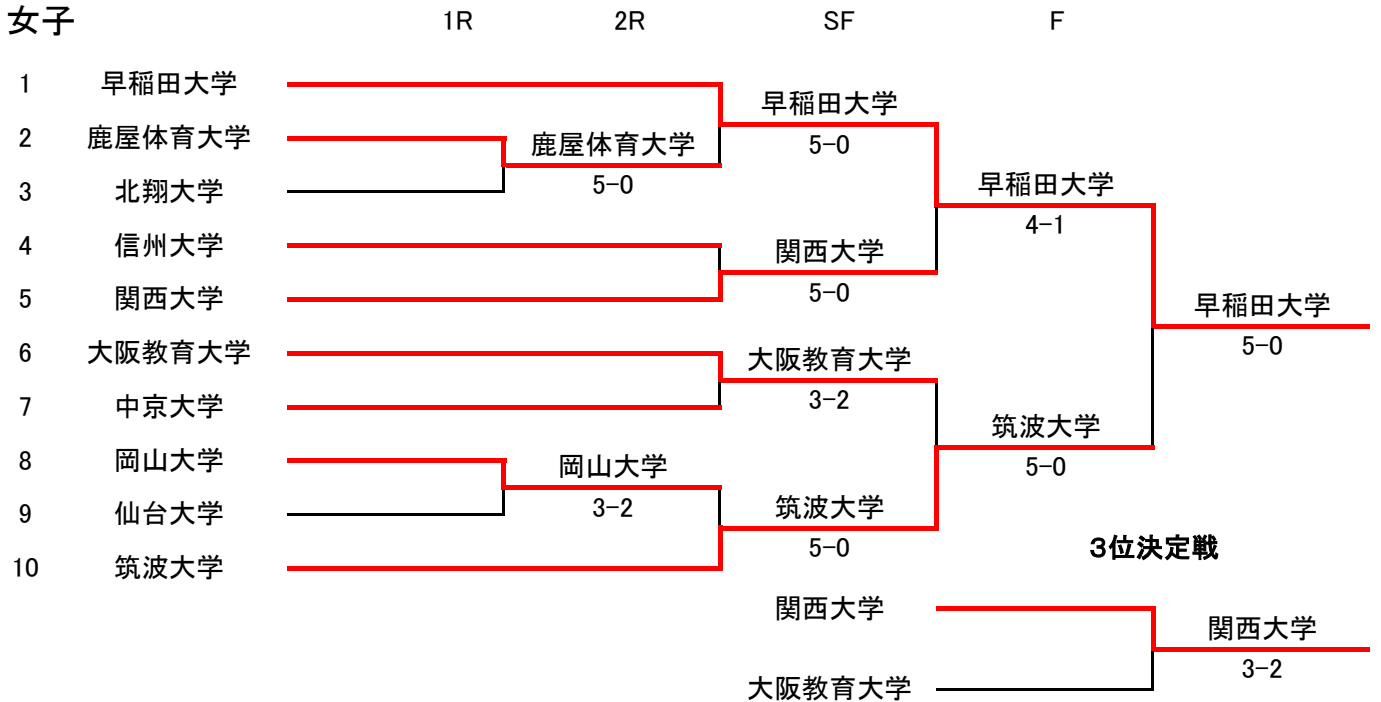 女子 1R 2R SF F
1 早稲田大学
早稲田大学
2 鹿屋体育大学
鹿屋体育大学
5-0
3 北翔大学
5-0
早稲田大学
4-1
4 信州大学
関西大学
5 関西大学
5-0
早稲田大学
5-0
6 大阪教育大学
大阪教育大学
3-2
7 中京大学
筑波大学
5-0
8 岡山大学
岡山大学
3-2
9 仙台大学
筑波大学
5-0
10 筑波大学
3位決定戦
関西大学
関西大学
3-2
大阪教育大学